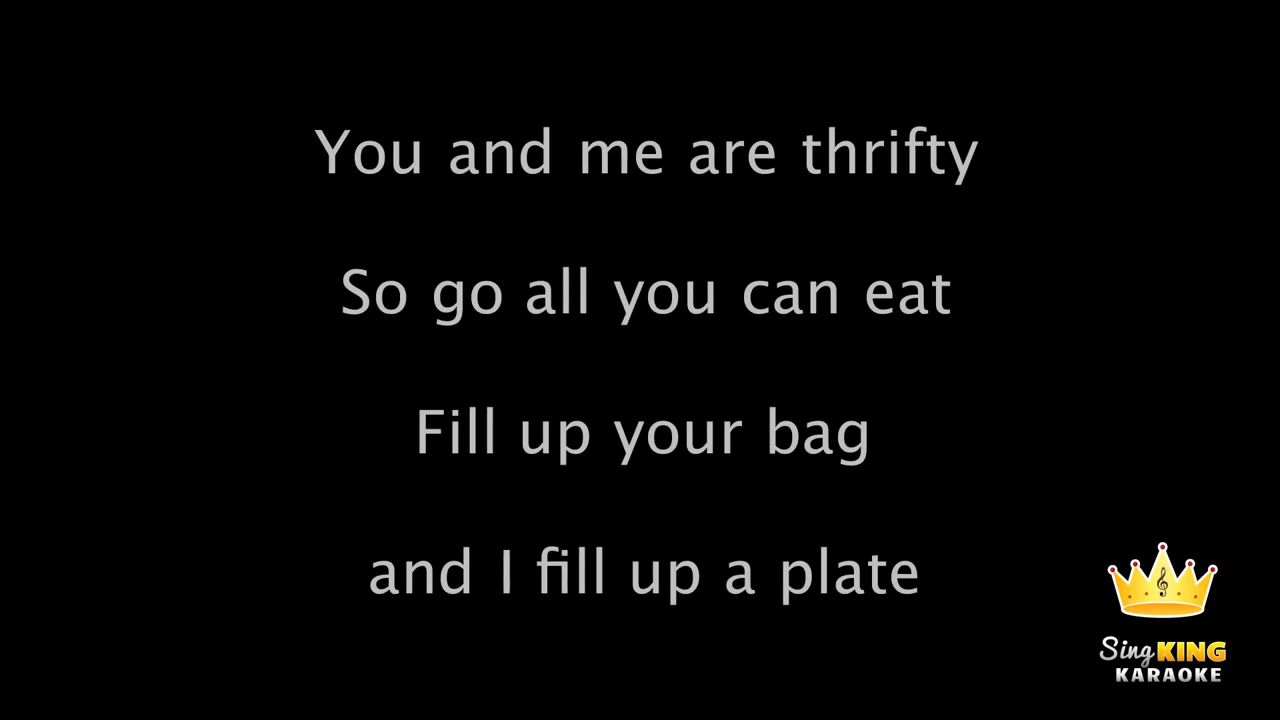 You and me are thrifty
So go all you can eat
Fill up your bag
and I fill up a plate
Sing KING
KARAOKE